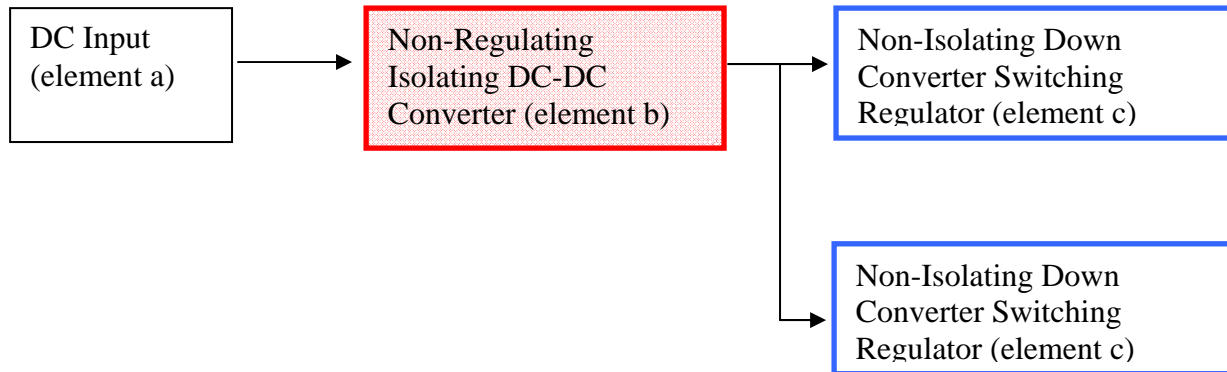 DC Input
(element a)
Non-Regulating
Isolating DC-DC
Converter (element b)
Non-Isolating Down
Converter Switching
Regulator (element c)
Non-Isolating Down
Converter Switching
Regulator (element c)